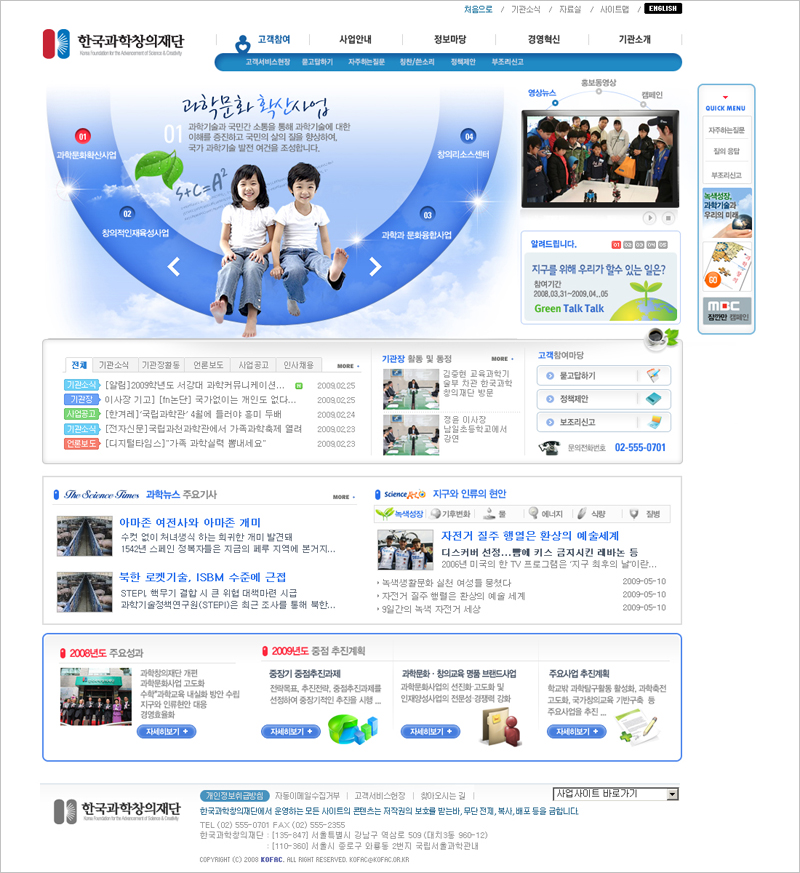 처음으로 / 기관소식 / 자료실 / 사이트맵 / ENGLISH
한국과학창의재단
Korea Foundation for the Advancement of Science & Creativity
고객참여 사업안내 정보마당 경영혁신 기관소개
고객서비스현장 묻고답하기 자주하는질문 칭찬/한소리 정책제안 부조리신고
과학문화 확산사업
01 과학기술과 국민간 소통을 통해 과학기술에 대한
이해를 증진하고 국민의 삶의 질을 향상하여,
국가 과학기술 발전 여건을 조성합니다.
01
과학문화확산사업
02
창의적인재육성사업
03
과학과 문화융합사업
04
창의리소스센터
S+C=A²
영상뉴스 홍보동영상 캠페인
알려드립니다. 01 02 03 04 05
지구를 위해 우리가 할수 있는 일은?
참여기간
2008.03.31~2009.04..05
Green Talk Talk
QUICK MENU
자주하는질문
질의 응답
부조리신고
녹색성장,
과학기술과
우리의 미래
GO
MBC
잠깐만 캠페인
전체 기관소식 기관장활동 언론보도 사업공고 인사채용 MORE
기관소식 [알림]2009학년도 서강대 과학커뮤니케이션... N 2009.02.25
기관장 이사장 기고] [fn논단] 국가없이는 개인도 없다... 2009.02.25
사업공고 [한겨레]'국립과학관' 4월에 들러야 흥미 두배 2009.02.24
기관소식 [전자신문]국립과천과학관에서 가족과학축제 열려 2009.02.23
언론보도 [디지털타임스]"가족 과학실력 뽐내세요" 2009.02.23
기관장 활동 및 동정 MORE
김중현 교육과학기
술부 차관 한국과학
창의재단 방문
정윤 이사장
남일초등학교에서
강연
고객참여마당
묻고답하기
정책제안
보조리신고
문의전화번호 02-555-0701
The Science Times 과학뉴스 주요기사 MORE
아마존 여전사와 아마존 개미
수컷 없이 처녀생식 하는 희귀한 개미 발견돼
1542년 스페인 정복자들은 지금의 페루 지역에 본거지...
북한 로켓기술, ISBM 수준에 근접
STEPI, 핵무기 결합 시 큰 위협 대책마련 시급
과학기술정책연구원(STEPI)은 최근 조사를 통해 북한...
Science 지구와 인류의 현안
녹색성장 기후변화 물 에너지 식량 질병
자전거 질주 행렬은 환상의 예술세계
디스커버 선정...뺨에 키스 금지시킨 레바논 등
2006년 미국의 한 TV 프로그램은 '지구 최후의 날"이란...
녹색생활문화 실천 여성들 뭉쳤다 2009-05-10
자전거 질주 행렬은 환상의 예술 세계 2009-05-10
9일간의 녹색 자전거 세상 2009-05-10
2008년도 주요성과
과학창의재단 개편
과학문화사업 고도화
수학"과학교육 내실화 방안 수립
지구와 인류현안 대응
경영효율화
자세히보기 +
2009년도 중점 추진계획
중장기 중점추진과제
전략목표, 추진전략, 중점추진과제를
선정하여 중장기적인 추진을 시행 ...
자세히보기 +
과학문화 · 창의교육 명품 브랜드사업
과학문화사업의 선진화·고도화 및
인재양성사업의 전문성·경쟁력 강화
자세히보기 +
주요사업 추진계획
학교밖 과학탐구활동 활성화, 과학축전
고도화, 국가창의교육 기반구축 등
주요사업을 추진 ...
자세히보기 +
한국과학창의재단
Korea Foundation for the Advancement of Science & Creativity
개인정보취급방침 자동이메일수집거부 | 고객서비스현장 | 찾아오시는 길 | 사업사이트 바로가기
한국과학창의재단에서 운영하는 모든 사이트의 콘텐츠는 저작권의 보호를 받는바, 무단 전재, 복사, 배포 등을 금합니다.
TEL (02) 555-0701 FAX (02) 555-2355
한국과학창의재단 : [135-847] 서울특별시 강남구 역삼로 509 (대치3동 960-12)
: [110-360] 서울시 종로구 와룡동 2번지 국립서울과학관내
COPYRIGHT (C) 2008 KOFAC. ALL RIGHT RESERVED. KOFAC@KOFAC.OR.KR